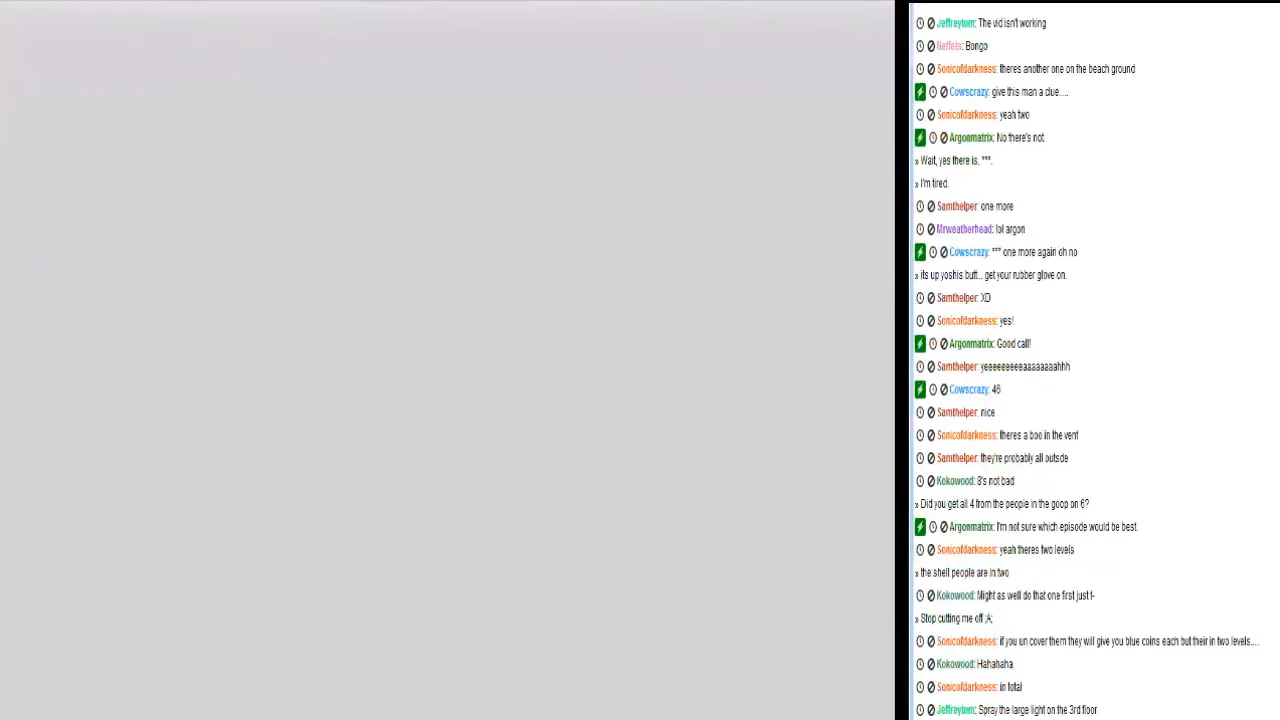 Jeffreytom: The vid isn't working
Neffets: Bongo
Sonicofdarkness: theres another one on the beach ground
Cowscrazy: give this man a clue....
Sonicofdarkness: yeah two
Argonmatrix: No there's not.
» Wait, yes there is. ***.
» I'm tired.
Samthelper: one more
Mrweatherhead: lol argon
Cowscrazy: *** one more again oh no
» its up yoshis butt... get your rubber glove on.
Samthelper: XD
Sonicofdarkness: yes!
Argonmatrix: Good call!
Samthelper: yeeeeeeeeaaaaaaaahhh
Cowscrazy: 46
Samthelper: nice
Sonicofdarkness: theres a boo in the vent
Samthelper: they're probably all outsde
Kokowood: 8's not bad
» Did you get all 4 from the people in the goop on 6?
Argonmatrix: I'm not sure which episode would be best.
Sonicofdarkness: yeah theres two levels
» the shell people are in two
Kokowood: Might as well do that one first just f-
» Stop cutting me off ;A;
Sonicofdarkness: if you un cover them they will give you blue coins each but their in two levels....
Kokowood: Hahahaha
Sonicofdarkness: in total
Jeffreytom: Spray the large light on the 3rd floor